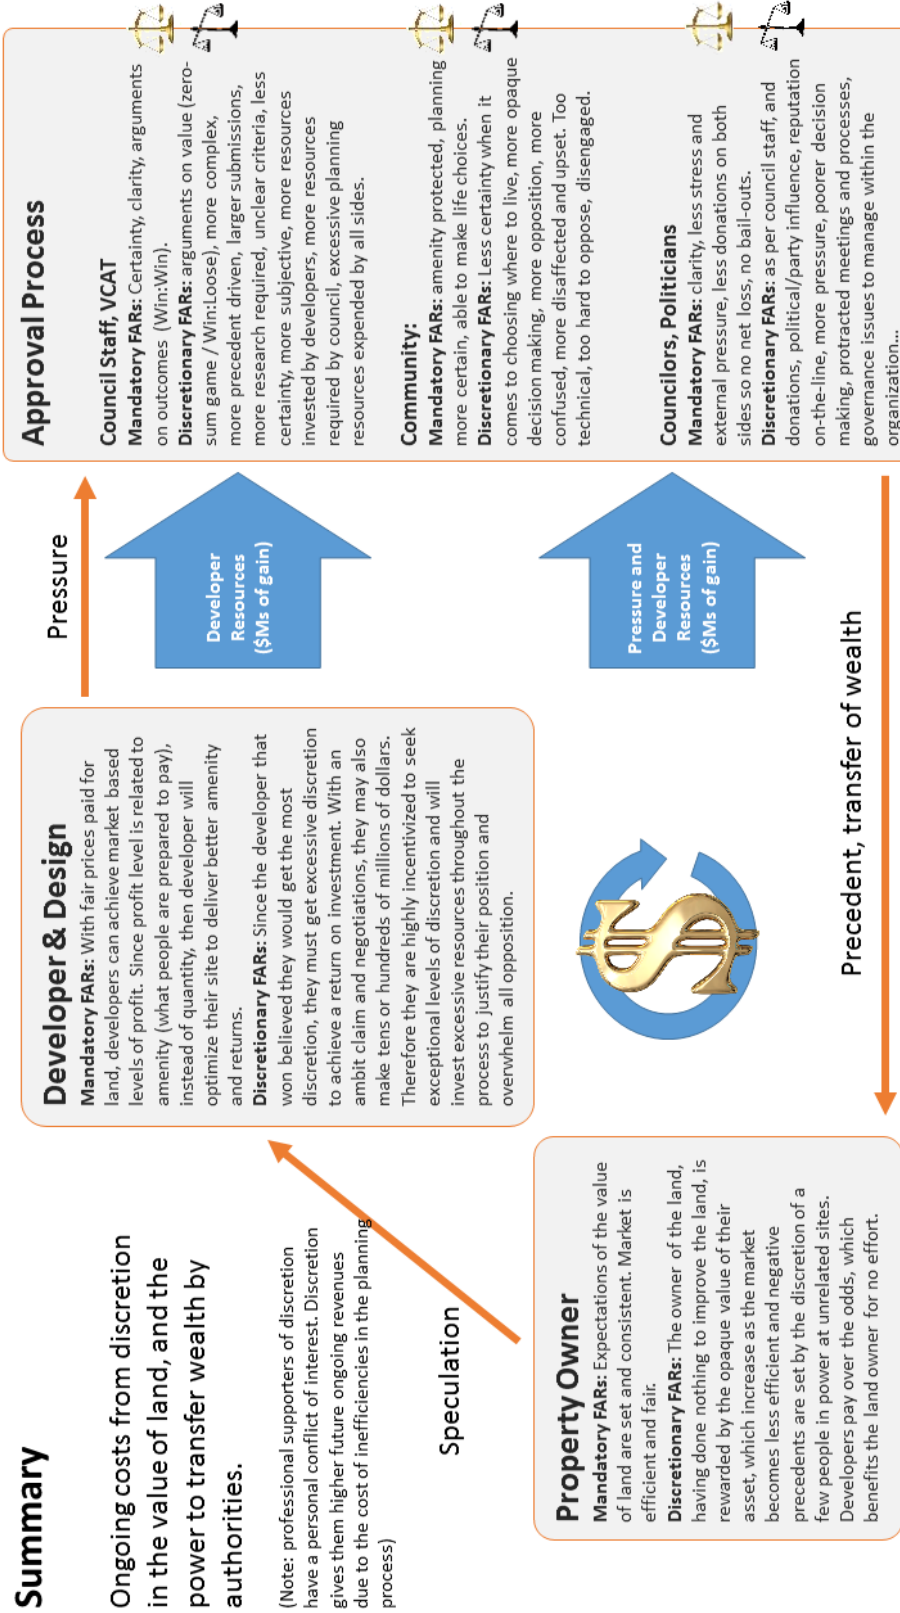 Summary
Ongoing costs from discretion
in the value of land, and the
power to transfer wealth by
authorities.
(Note: professional supporters of discretion
have a personal conflict of interest. Discretion
gives them higher future ongoing revenues
due to the cost of inefficiencies in the planning
process)
Speculation
Property Owner
Mandatory FARs: Expectations of the value
of land are set and consistent. Market is
efficient and fair.
Discretionary FARs: The owner of the land,
having done nothing to improve the land, is
rewarded by the opaque value of their
asset, which increase as the market
becomes less efficient and negative
precedents are set by the discretion of a
few people in power at unrelated sites.
Developers pay over the odds, which
benefits the land owner for no effort.
Developer & Design
Mandatory FARs: With fair prices paid for
land, developers can achieve market based
levels of profit. Since profit level is related to
amenity (what people are prepared to pay),
instead of quantity, then developer will
optimize their site to deliver better amenity
and returns.
Discretionary FARs: Since the developer that
won believed they would get the most
discretion, they must get excessive discretion
to achieve a return on investment. With an
ambit claim and negotiations, they may also
make tens or hundreds of millions of dollars.
Therefore they are highly incentivized to seek
exceptional levels of discretion and will
invest excessive resources throughout the
process to justify their position and
overwhelm all opposition.
Pressure
Developer
Resources
($Ms of gain)
Pressure and
Developer
Resources
($Ms of gain)
Precedent, transfer of wealth
Approval Process
Council Staff, VCAT
Mandatory FARs: Certainty, clarity, arguments
on outcomes (Win:Win).
Discretionary FARs: arguments on value (zero-
sum game / Win:Loose), more complex,
more precedent driven, larger submissions,
more research required, unclear criteria, less
certainty, more subjective, more resources
invested by developers, more resources
required by council, excessive planning
resources expended by all sides.
Community:
Mandatory FARs: amenity protected, planning
more certain, able to make life choices.
Discretionary FARs: Less certainty when it
comes to choosing where to live, more opaque
decision making, more opposition, more
confused, more disaffected and upset. Too
technical, too hard to oppose, disengaged.
Councilors, Politicians
Mandatory FARs: clarity, less stress and
external pressure, less donations on both
sides so no net loss, no bail-outs.
Discretionary FARs: as per council staff, and
donations, political/party influence, reputation
on-the-line, more pressure, poorer decision
making, protracted meetings and processes,
governance issues to manage within the
organization...